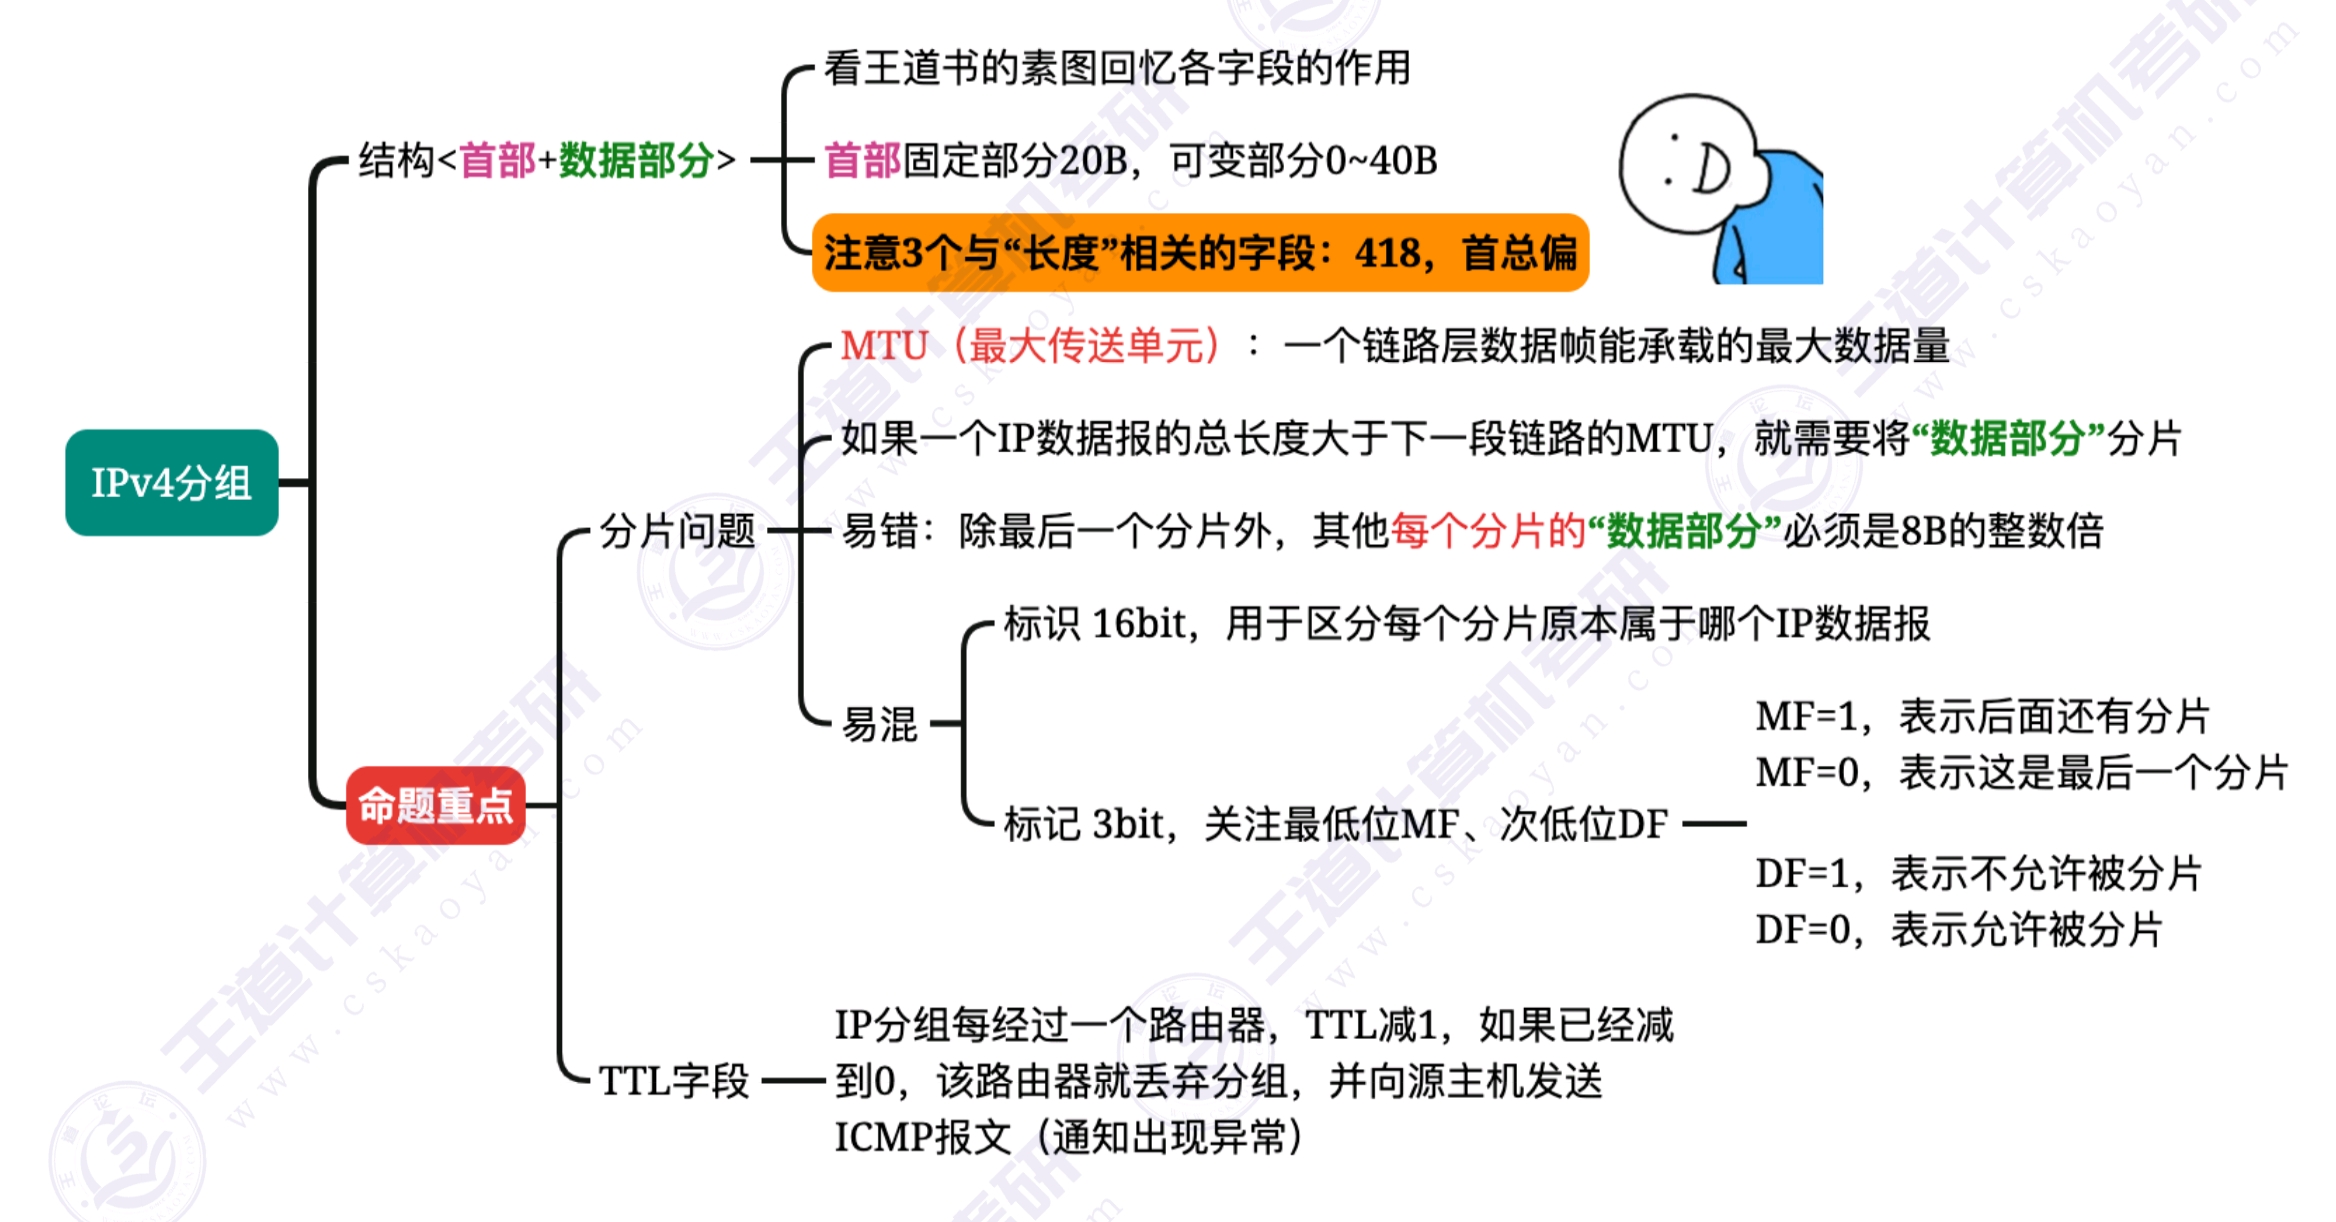 看王道书的素图回忆各字段的作用
结构<首部+数据部分>
首部固定部分20B，可变部分0~40B
注意3个与“长度”相关的字段：418，首总偏
IPv4分组
命题重点
分片问题
MTU（最大传送单元）：一个链路层数据帧能承载的最大数据量
如果一个IP数据报的总长度大于下一段链路的MTU，就需要将“数据部分”分片
易错：除最后一个分片外，其他每个分片的“数据部分”必须是8B的整数倍
易混
标识 16bit，用于区分每个分片原本属于哪个IP数据报
标记 3bit，关注最低位MF、次低位DF
MF=1，表示后面还有分片
MF=0，表示这是最后一个分片
DF=1，表示不允许被分片
DF=0，表示允许被分片
TTL字段
IP分组每经过一个路由器，TTL减1，如果已经减
到0，该路由器就丢弃分组，并向源主机发送
ICMP报文（通知出现异常）
王道计算机考研
www.cskaoyan.com